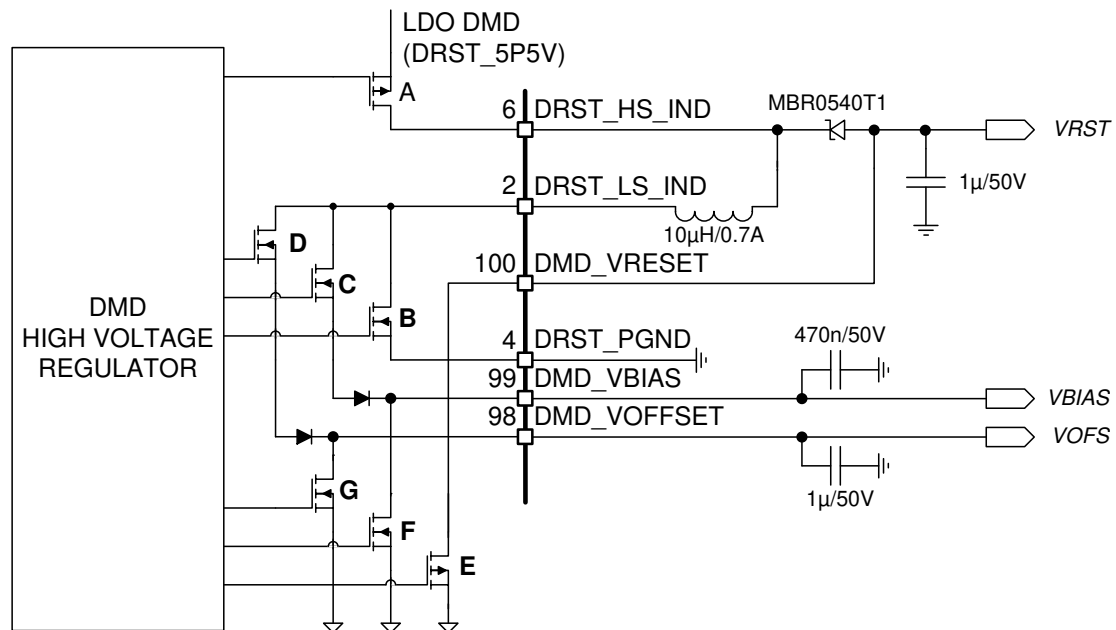 LDO DMD
(DRST_5P5V)
A
6 DRST_HS_IND
MBR0540T1
VRST
1µ/50V
2 DRST_LS_IND
10µH/0.7A
D
C
100 DMD_VRESET
B
DMD
HIGH VOLTAGE
REGULATOR
4 DRST_PGND
470n/50V
99 DMD_VBIAS
VBIAS
98 DMD_VOFFSET
VOFS
1µ/50V
G
F
E